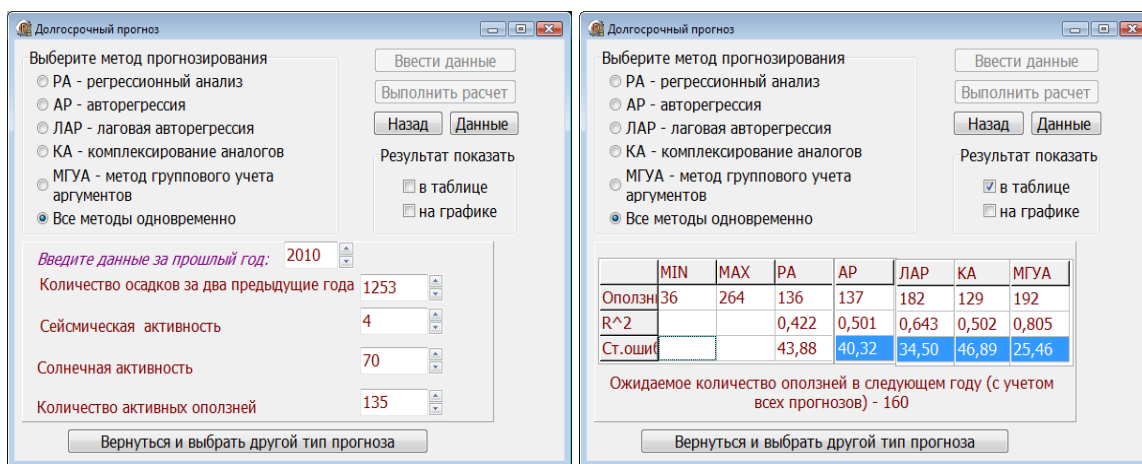 Долгосрочный прогноз
Выберите метод прогнозирования
РА - регрессионный анализ
АР - авторегрессия
ЛАР - лаговая авторегрессия
КА - комплексирование аналогов
МГУА - метод группового учета
аргументов
Все методы одновременно
Ввести данные
Выполнить расчет
Назад Данные
Результат показать
в таблице
на графике
Введите данные за прошлый год: 2010
Количество осадков за два предыдущие года 1253
Сейсмическая активность 4
Солнечная активность 70
Количество активных оползней 135
Вернуться и выбрать другой тип прогноза
Долгосрочный прогноз
Выберите метод прогнозирования
РА - регрессионный анализ
АР - авторегрессия
ЛАР - лаговая авторегрессия
КА - комплексирование аналогов
МГУА - метод группового учета
аргументов
Все методы одновременно
Ввести данные
Выполнить расчет
Назад Данные
Результат показать
в таблице
на графике
MIN MAX РА АР ЛАР КА МГУА
Оползн 36 264 136 137 182 129 192
R^2 0,422 0,501 0,643 0,502 0,805
Ст.ошиб 43,88 40,32 34,50 46,89 25,46
Ожидаемое количество оползней в следующем году (с учетом
всех прогнозов) - 160
Вернуться и выбрать другой тип прогноза